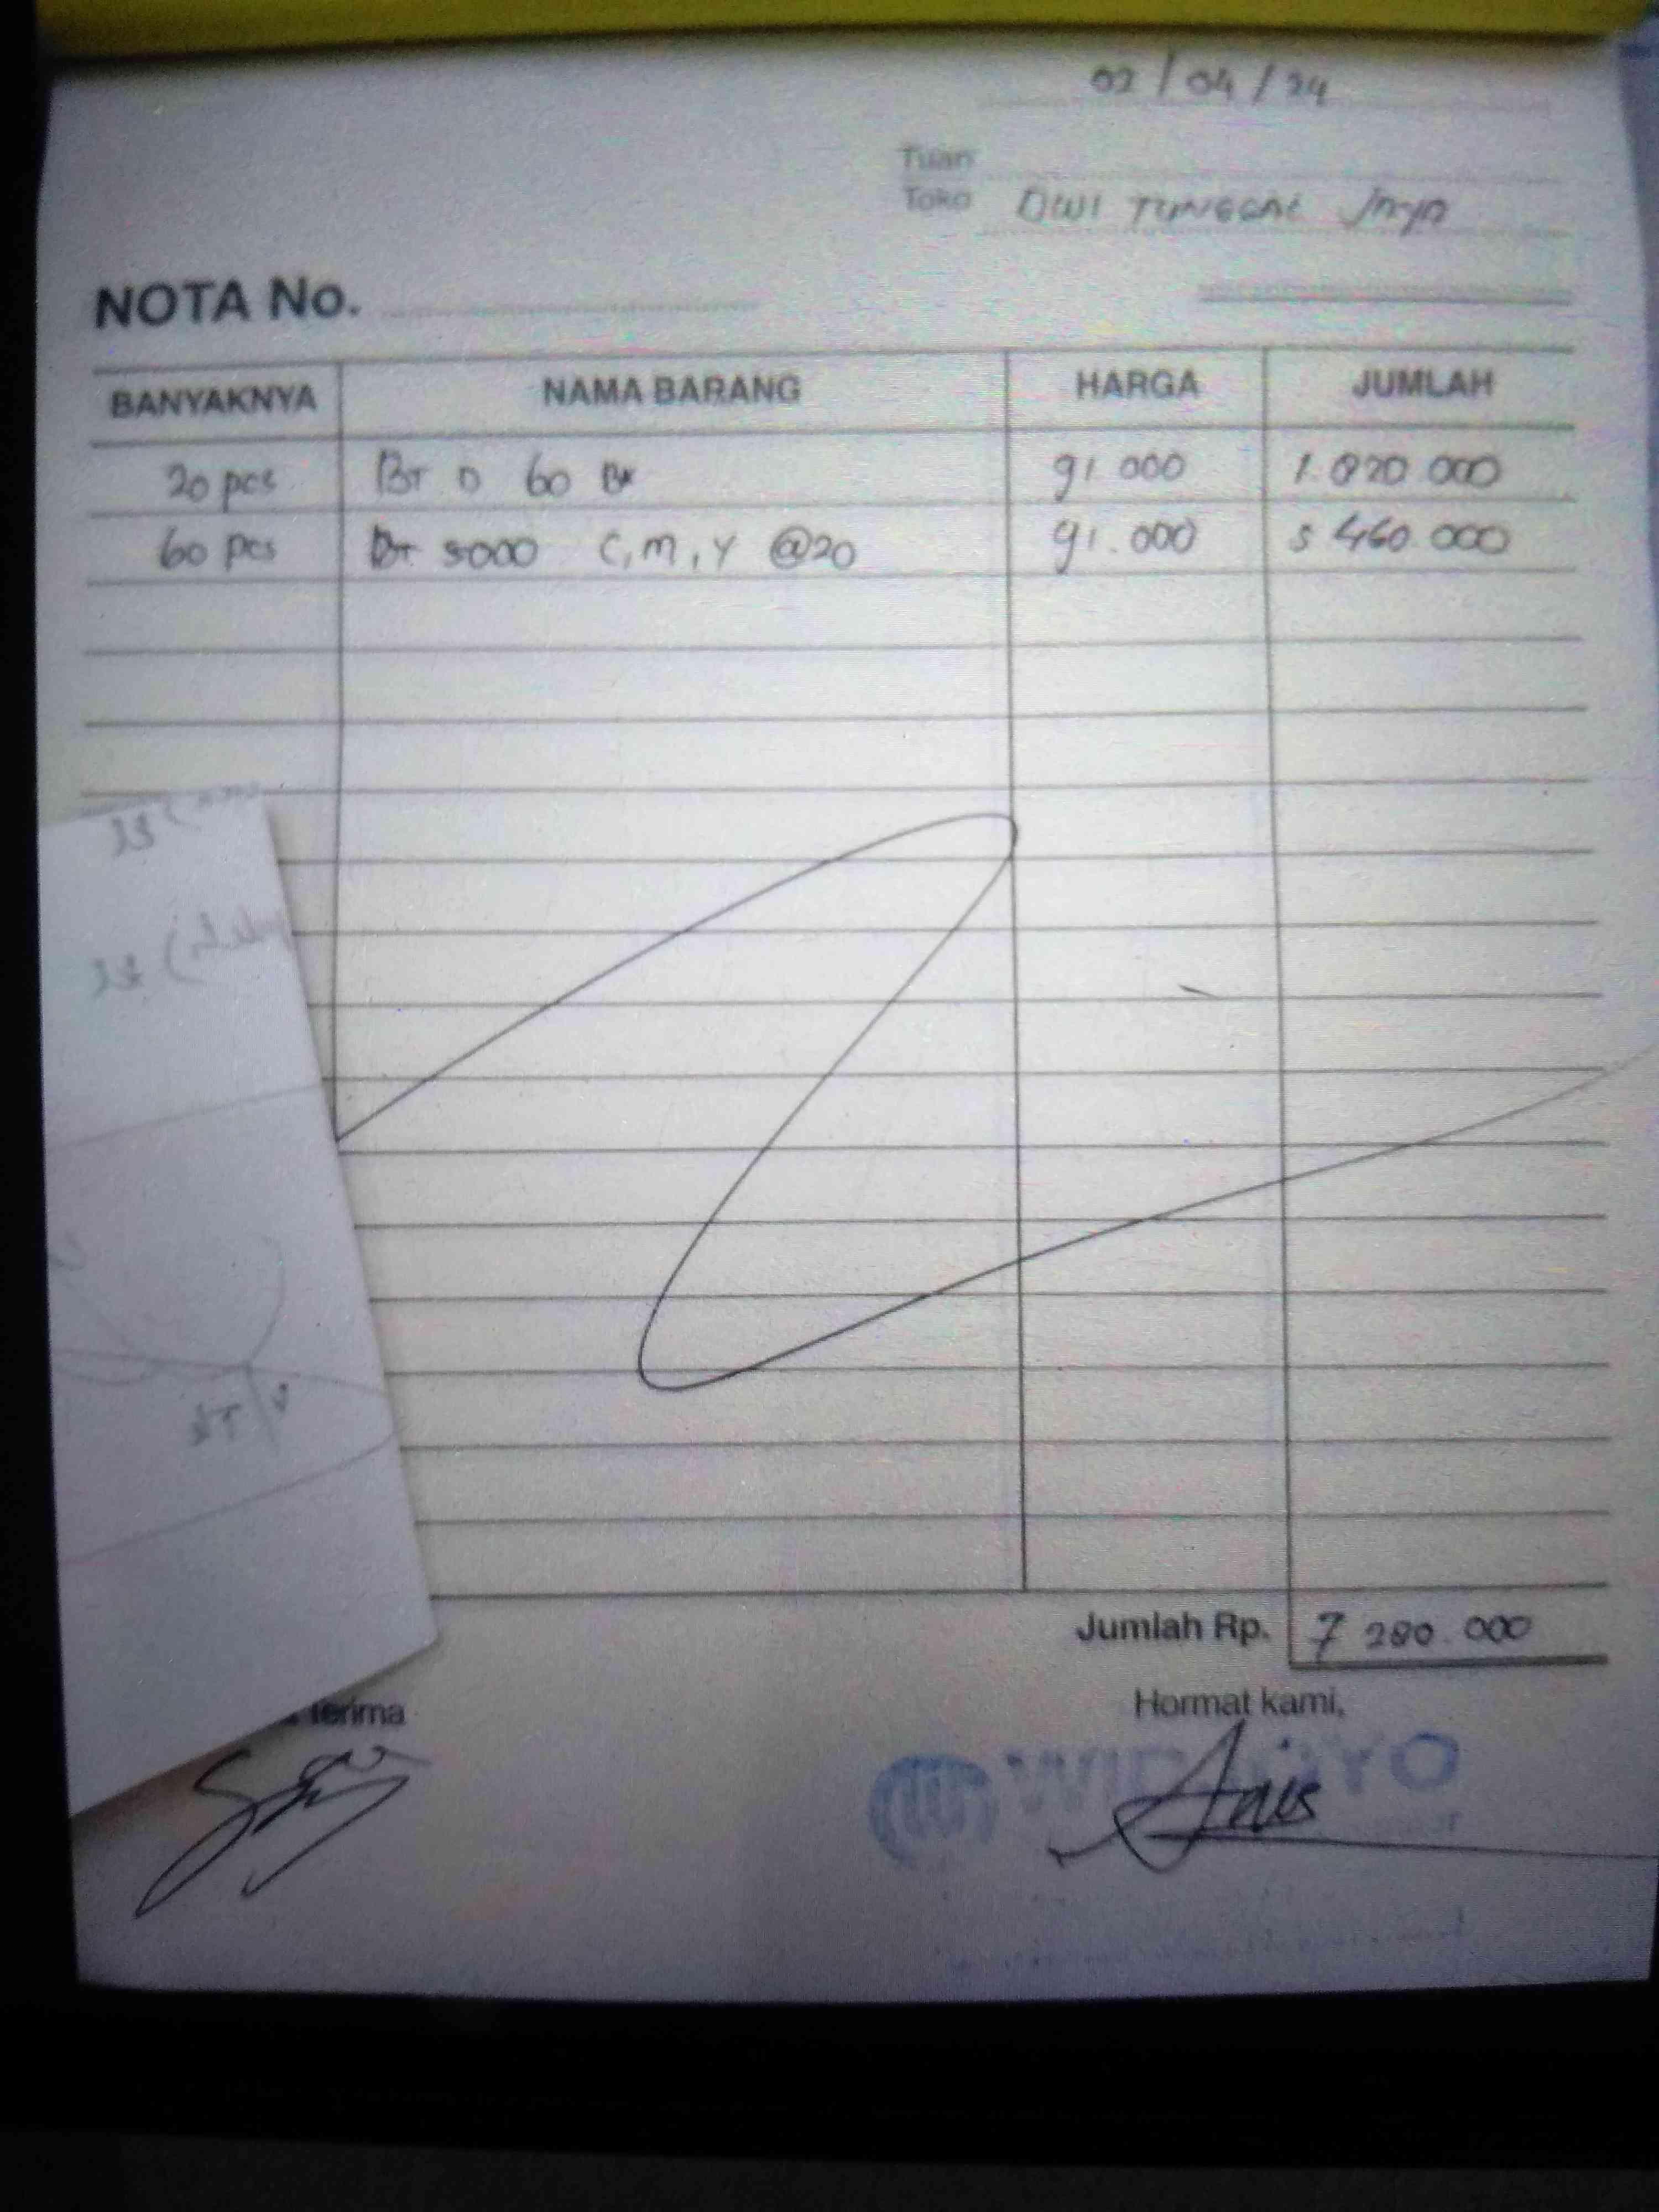 02/04/24
Tuan
Toko DWI TUNGGAL Jaya
NOTA No.
BANYAKNYA NAMA BARANG HARGA JUMLAH
20 pcs BT D 60 BK 91.000 1.820.000
60 pcs BT 5000 C, M, Y @20 91.000 5 460.000
Jumlah Rp. 7 280.000
terima Hormat kami,